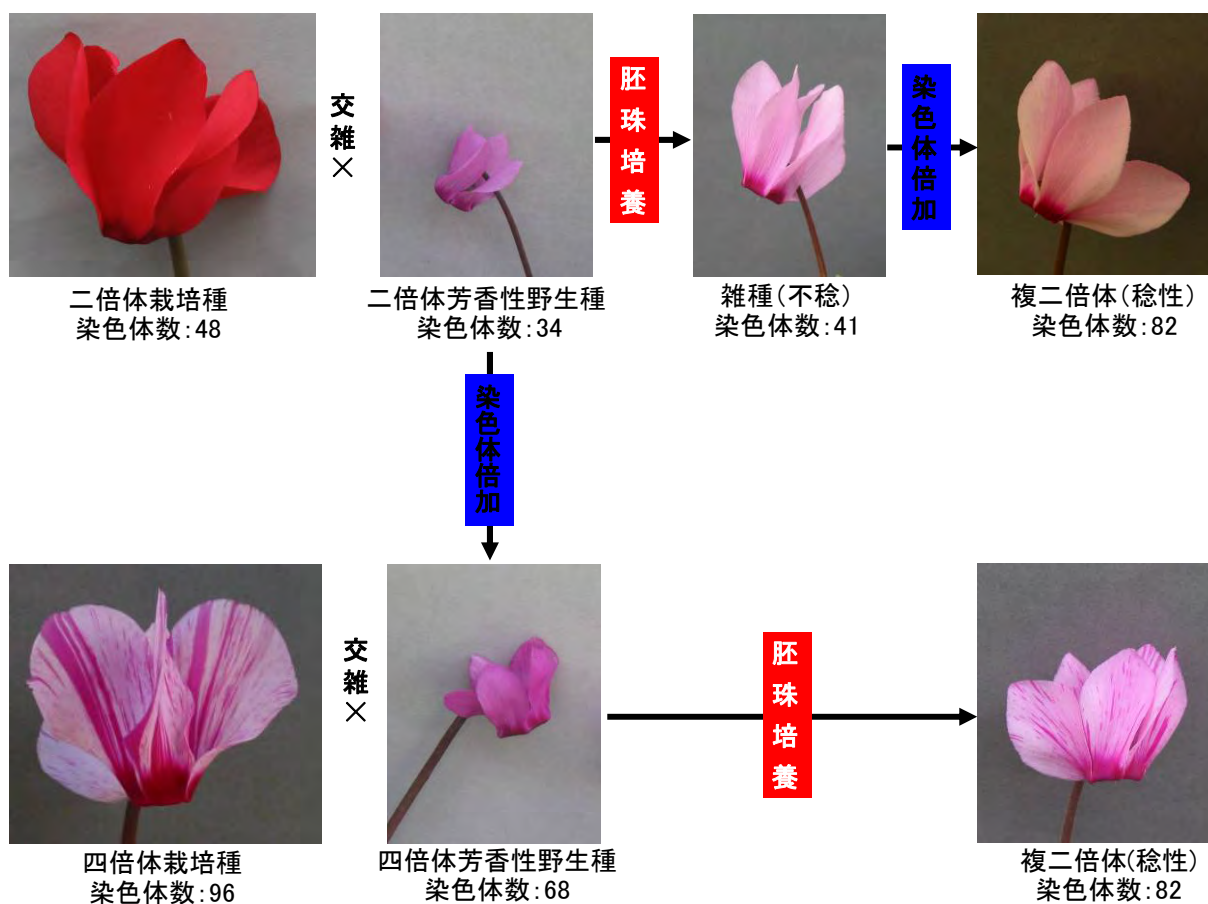 交雑×
胚珠培養
染色体倍加
二倍体栽培種
染色体数:48
二倍体芳香性野生種
染色体数:34
雑種(不稔)
染色体数:41
複二倍体(稔性)
染色体数:82
染色体倍加
交雑×
胚珠培養
四倍体栽培種
染色体数:96
四倍体芳香性野生種
染色体数:68
複二倍体(稔性)
染色体数:82